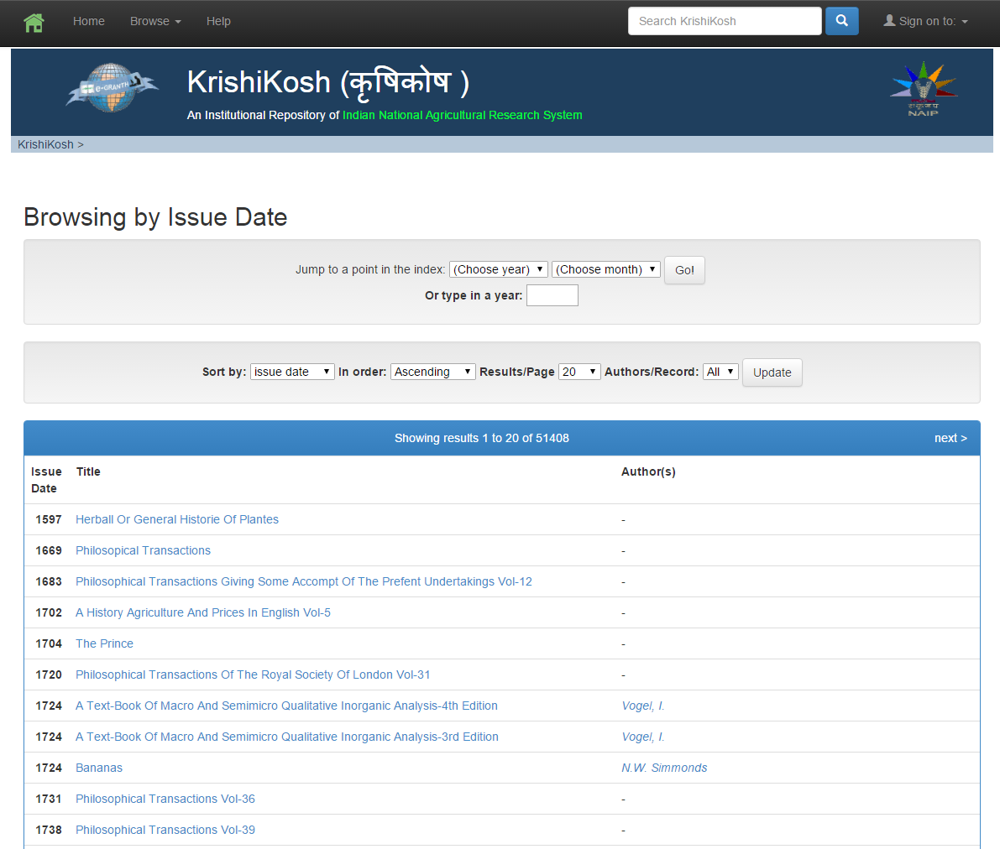 Home Browse Help Search KrishiKosh Sign on to:
e-GRANTH
KrishiKosh (कृषिकोष )
An Institutional Repository of Indian National Agricultural Research System
NAIP
KrishiKosh >
Browsing by Issue Date
Jump to a point in the index: (Choose year) (Choose month) Go!
Or type in a year:
Sort by: issue date In order: Ascending Results/Page 20 Authors/Record: All Update
Showing results 1 to 20 of 51408 next >
Issue Date Title Author(s)
1597 Herball Or General Historie Of Plantes -
1669 Philosopical Transactions -
1683 Philosophical Transactions Giving Some Accompt Of The Prefent Undertakings Vol-12 -
1702 A History Agriculture And Prices In English Vol-5 -
1704 The Prince -
1720 Philosophical Transactions Of The Royal Society Of London Vol-31 -
1724 A Text-Book Of Macro And Semimicro Qualitative Inorganic Analysis-4th Edition Vogel, I.
1724 A Text-Book Of Macro And Semimicro Qualitative Inorganic Analysis-3rd Edition Vogel, I.
1724 Bananas N.W. Simmonds
1731 Philosophical Transactions Vol-36 -
1738 Philosophical Transactions Vol-39 -